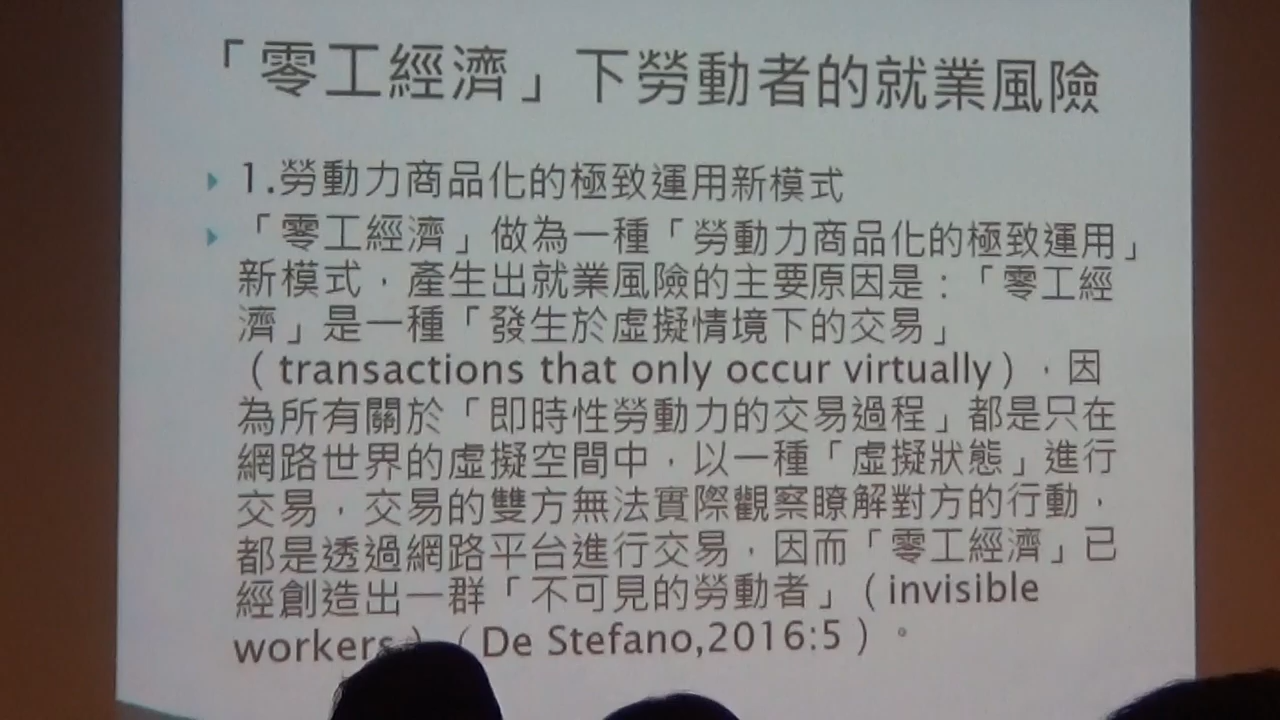 「零工經濟」下勞動者的就業風險
1.勞動力商品化的極致運用新模式
「零工經濟」做為一種「勞動力商品化的極致運用」
新模式，產生出就業風險的主要原因是：「零工經
濟」是一種「發生於虛擬情境下的交易」
（transactions that only occur virtually），因
為所有關於「即時性勞動力的交易過程」都是只在
網路世界的虛擬空間中，以一種「虛擬狀態」進行
交易，交易的雙方無法實際觀察瞭解對方的行動，
都是透過網路平台進行交易，因而「零工經濟」已
經創造出一群「不可見的勞動者」（invisible
workers）（De Stefano,2016:5）。